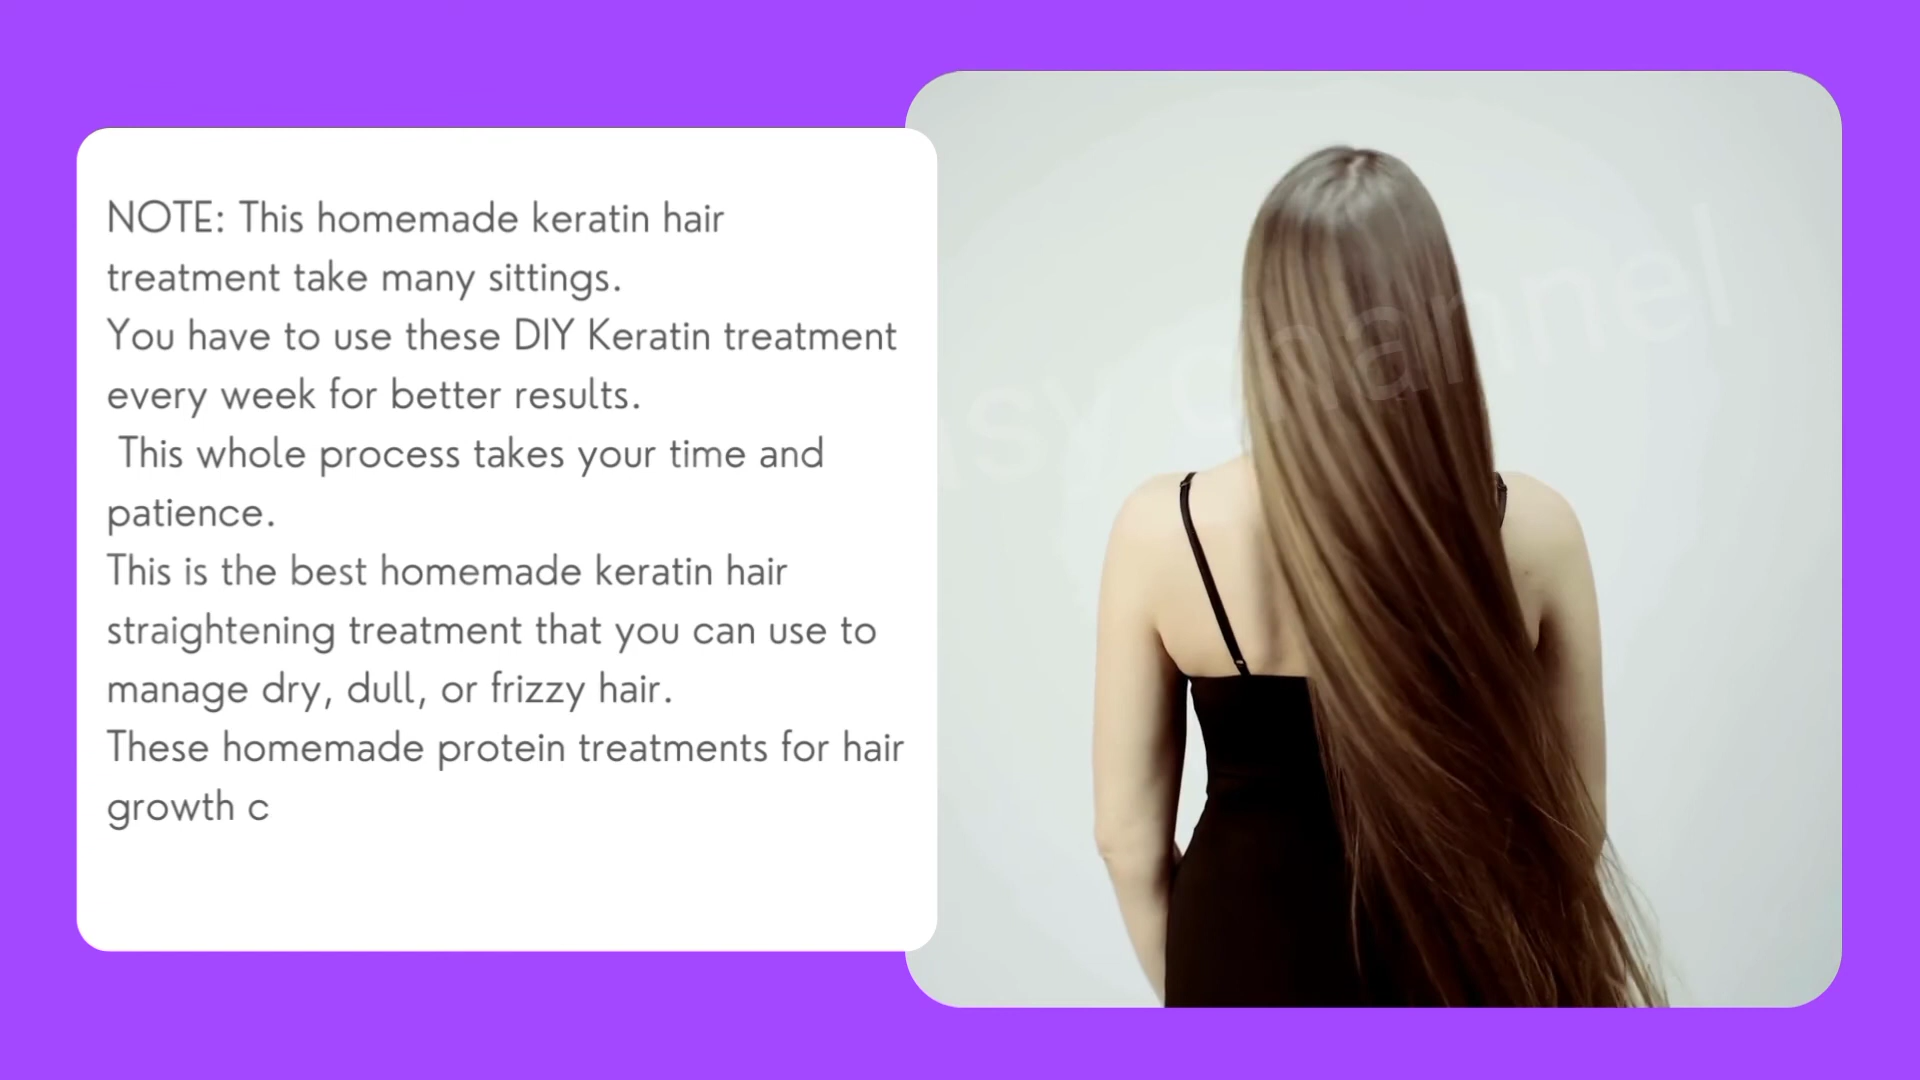 NOTE: This homemade keratin hair
treatment take many sittings.
You have to use these DIY Keratin treatment
every week for better results.
This whole process takes your time and
patience.
This is the best homemade keratin hair
straightening treatment that you can use to
manage dry, dull, or frizzy hair.
These homemade protein treatments for hair
growth c
channel